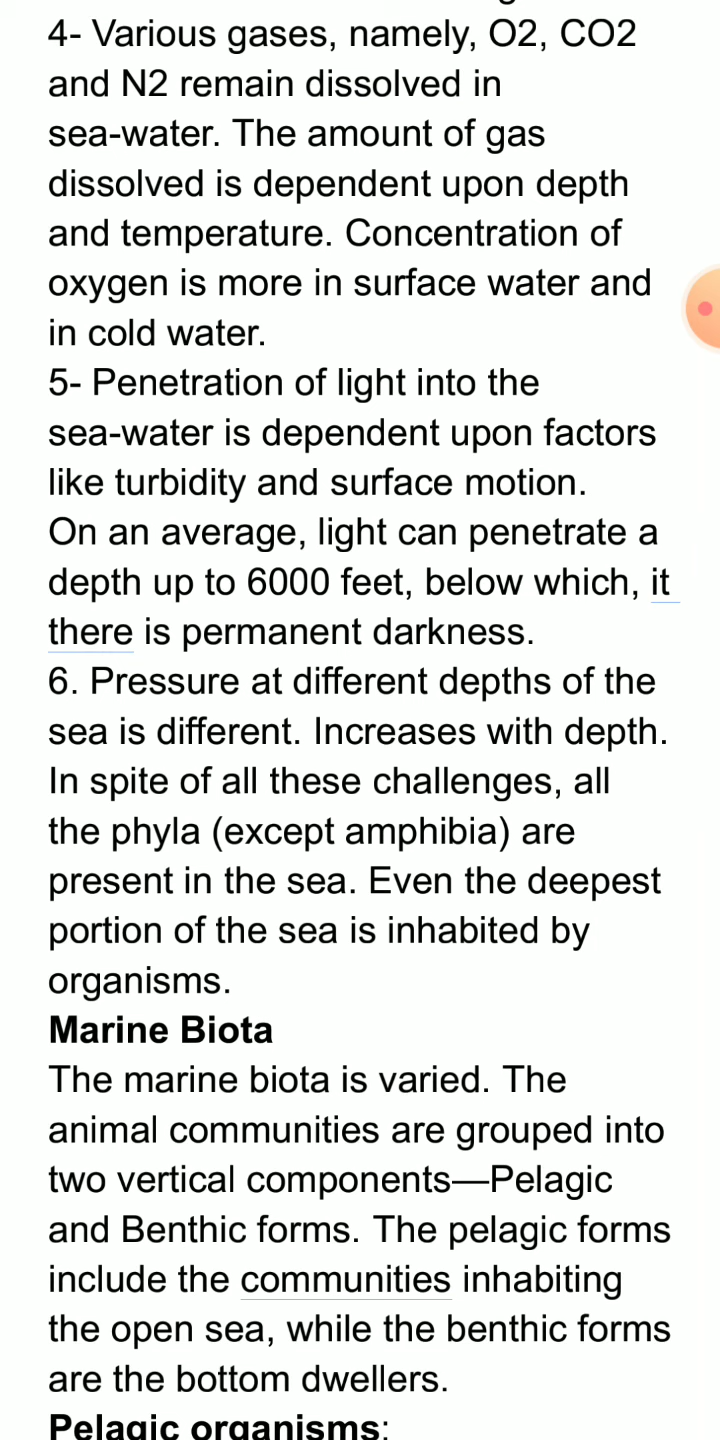 4- Various gases, namely, O2, CO2
and N2 remain dissolved in
sea-water. The amount of gas
dissolved is dependent upon depth
and temperature. Concentration of
oxygen is more in surface water and
in cold water.
5- Penetration of light into the
sea-water is dependent upon factors
like turbidity and surface motion.
On an average, light can penetrate a
depth up to 6000 feet, below which, it
there is permanent darkness.
6. Pressure at different depths of the
sea is different. Increases with depth.
In spite of all these challenges, all
the phyla (except amphibia) are
present in the sea. Even the deepest
portion of the sea is inhabited by
organisms.
Marine Biota
The marine biota is varied. The
animal communities are grouped into
two vertical components—Pelagic
and Benthic forms. The pelagic forms
include the communities inhabiting
the open sea, while the benthic forms
are the bottom dwellers.
Pelagic organisms: